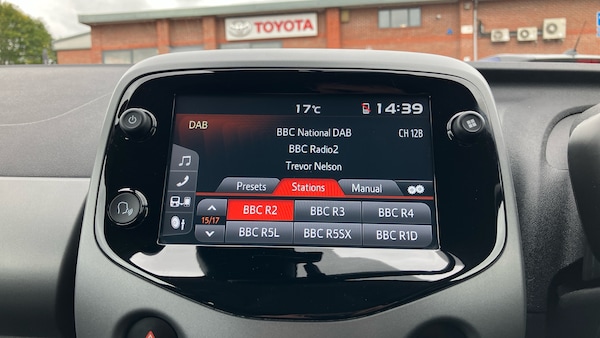 TOYOTA
17°C
14:39
DAB
BBC National DAB
CH 12B
BBC Radio2
Trevor Nelson
Presets
Stations
Manual
15/17
BBC R2
BBC R3
BBC R4
BBC R5L
BBC R5SX
BBC R1D